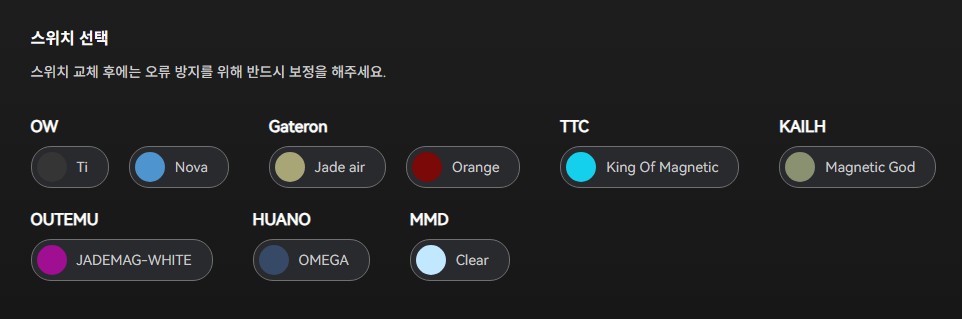 스위치 선택
스위치 교체 후에는 오류 방지를 위해 반드시 보정을 해주세요.
OW Gateron TTC KAILH
Ti Nova Jade air Orange King Of Magnetic Magnetic God
OUTEMU HUANO MMD
JADEMAG-WHITE OMEGA Clear